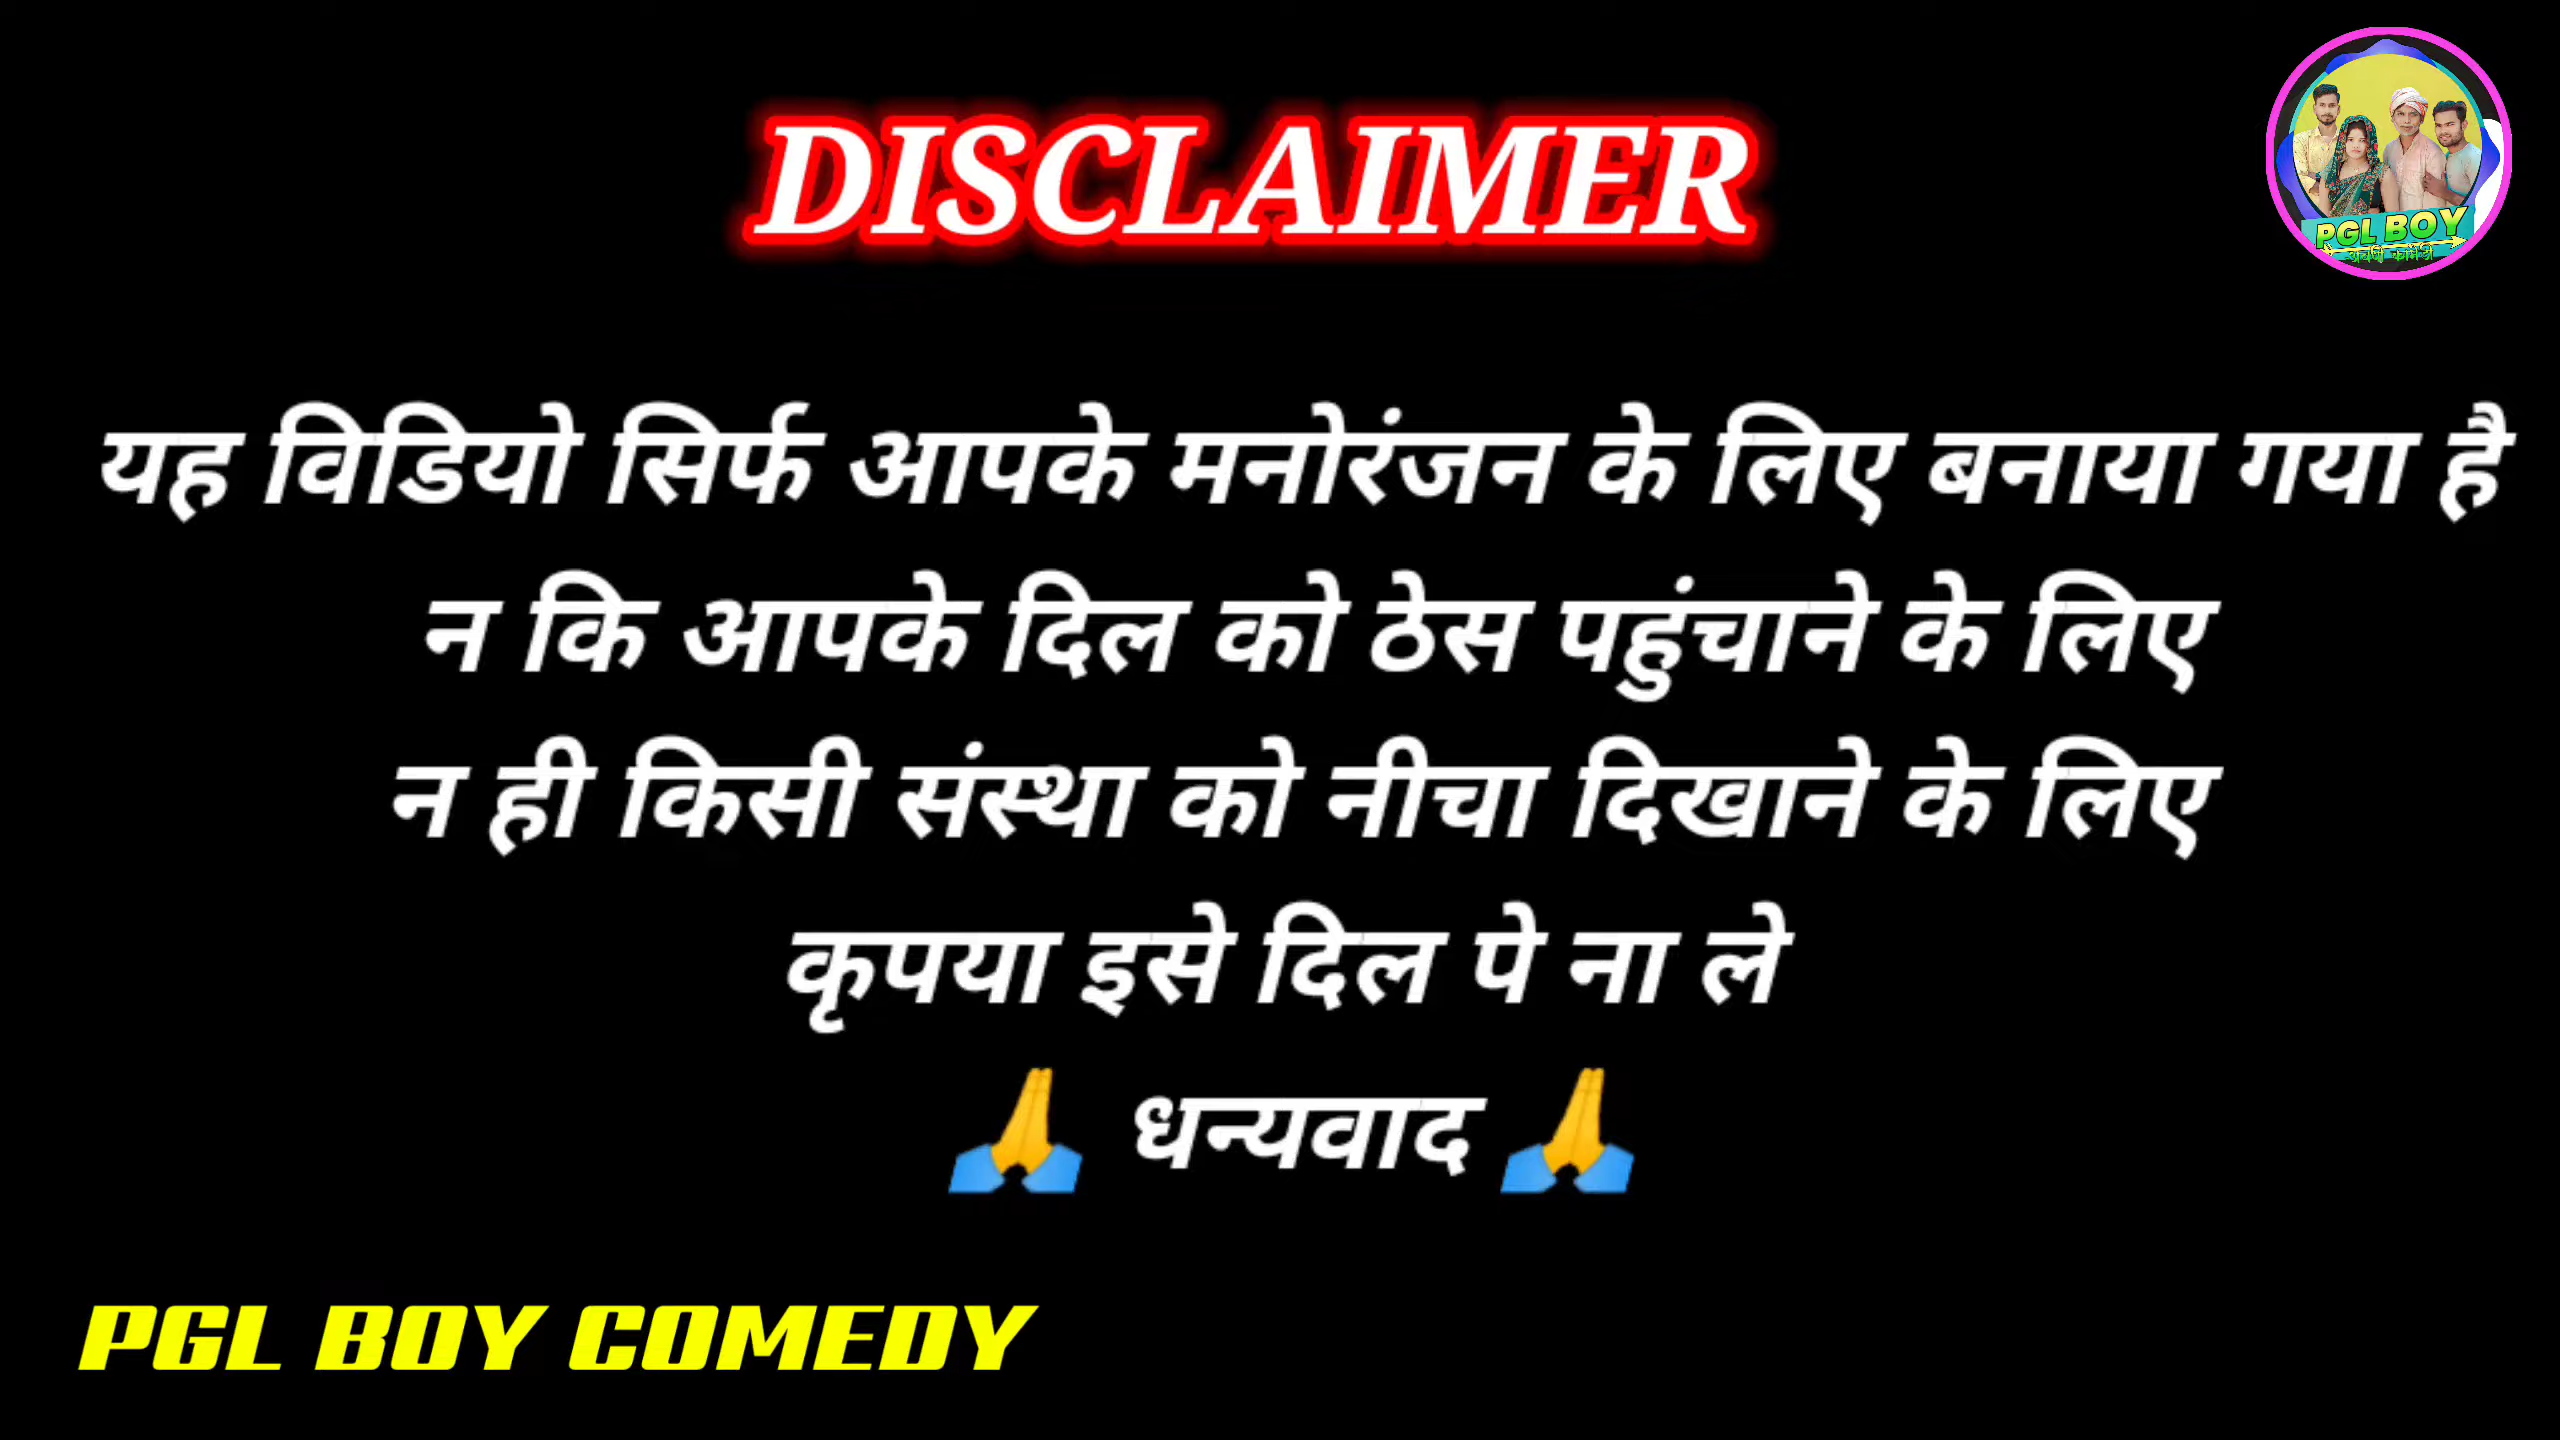 DISCLAIMER
PGL BOY
यह विडियो सिर्फ आपके मनोरंजन के लिए बनाया गया है
न कि आपके दिल को ठेस पहुंचाने के लिए
न ही किसी संस्था को नीचा दिखाने के लिए
कृपया इसे दिल पे ना ले
🙏 धन्यवाद 🙏
PGL BOY COMEDY